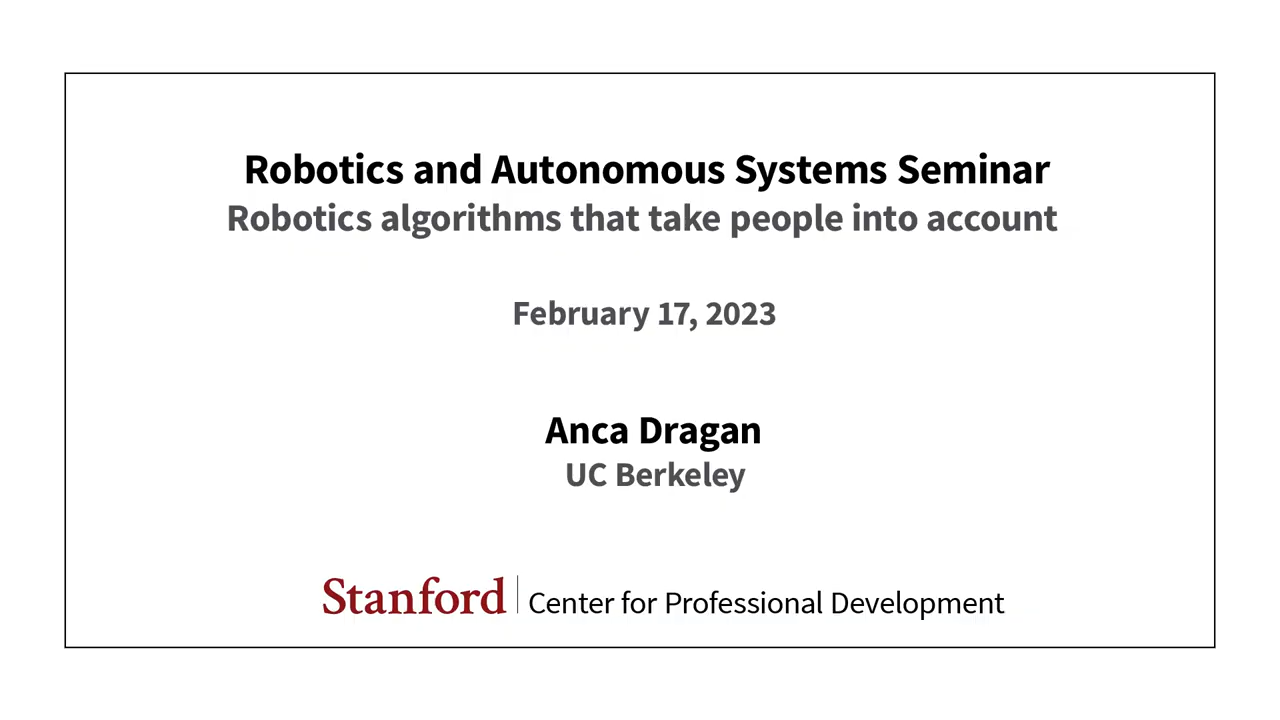 Robotics and Autonomous Systems Seminar
Robotics algorithms that take people into account
February 17, 2023
Anca Dragan
UC Berkeley
Stanford Center for Professional Development